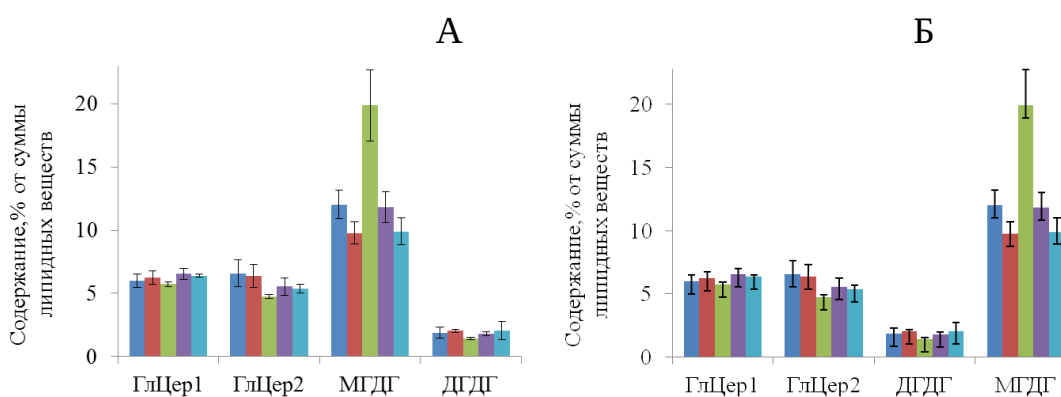 А
Содержание,% от суммы
липидных веществ
20
15
10
5
0
ГлЦер1 ГлЦер2 МГДГ ДГДГ
Б
Содержание,% от суммы
липидных веществ
20
15
10
5
0
ГлЦер1 ГлЦер2 ДГДГ МГДГ